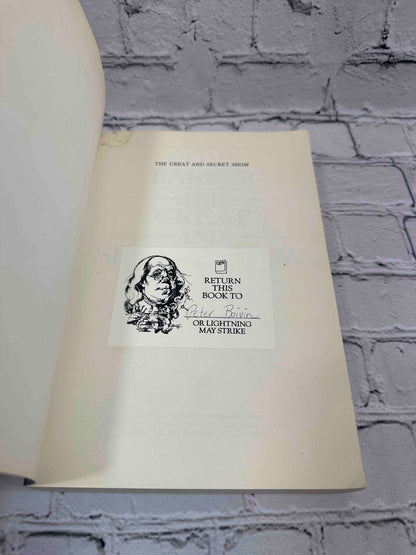 THE GREAT AND SECRET SHOW
RETURN
THIS
BOOK TO
Peter Boivin
OR LIGHTNING
MAY STRIKE